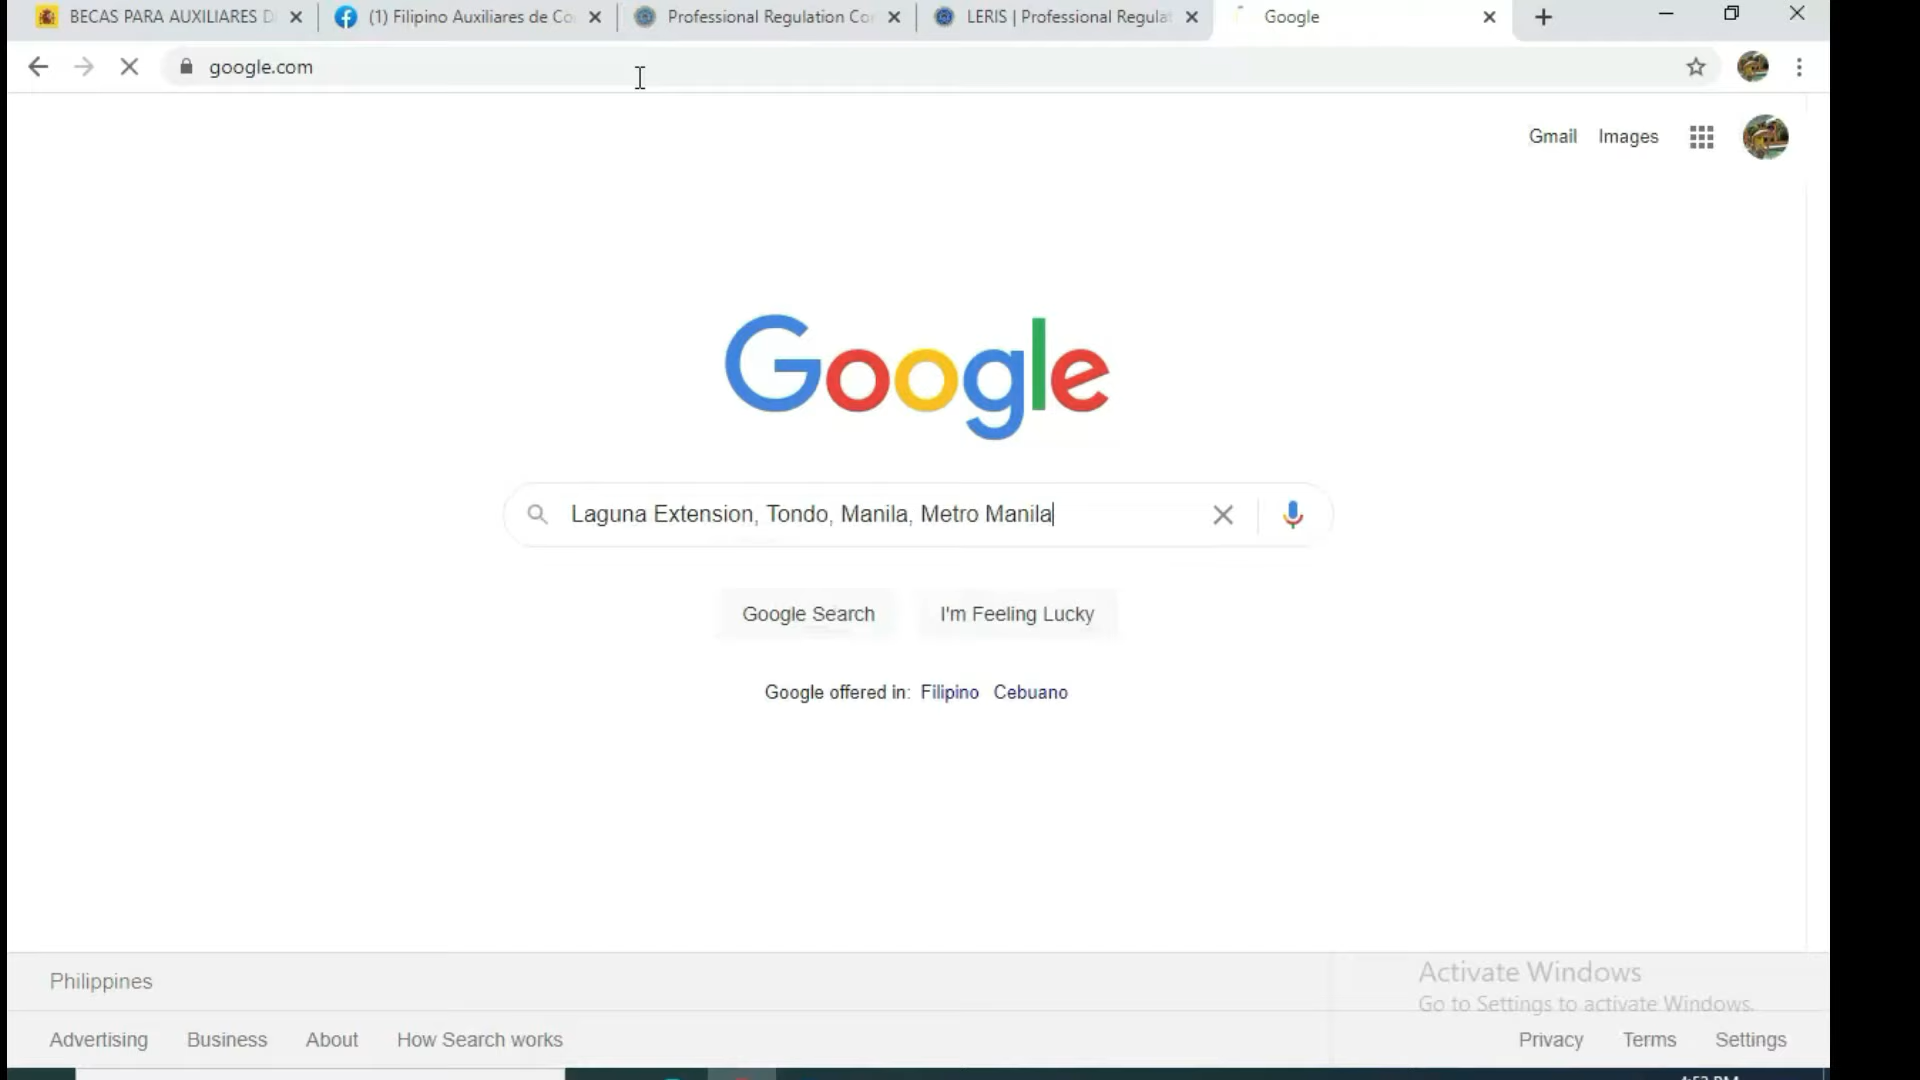 BECAS PARA AUXILIARES D
(1) Filipino Auxiliares de Co
Professional Regulation Co
LERIS | Professional Regula
Google
google.com
Gmail Images
Google
Laguna Extension, Tondo, Manila, Metro Manila
Google Search I'm Feeling Lucky
Google offered in: Filipino Cebuano
Activate Windows
Go to Settings to activate Windows.
Philippines
Advertising Business About How Search works Privacy Terms Settings